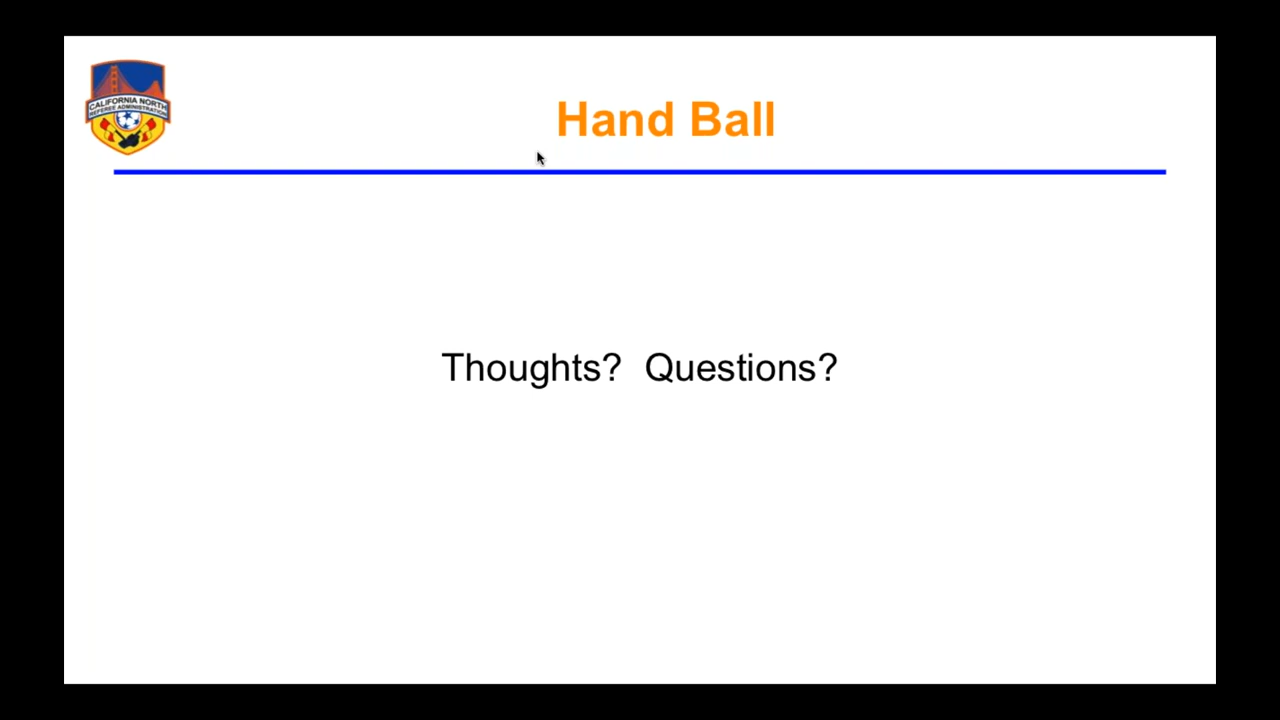 CALIFORNIA NORTH
REFEREE ADMINISTRATION
Hand Ball
Thoughts? Questions?